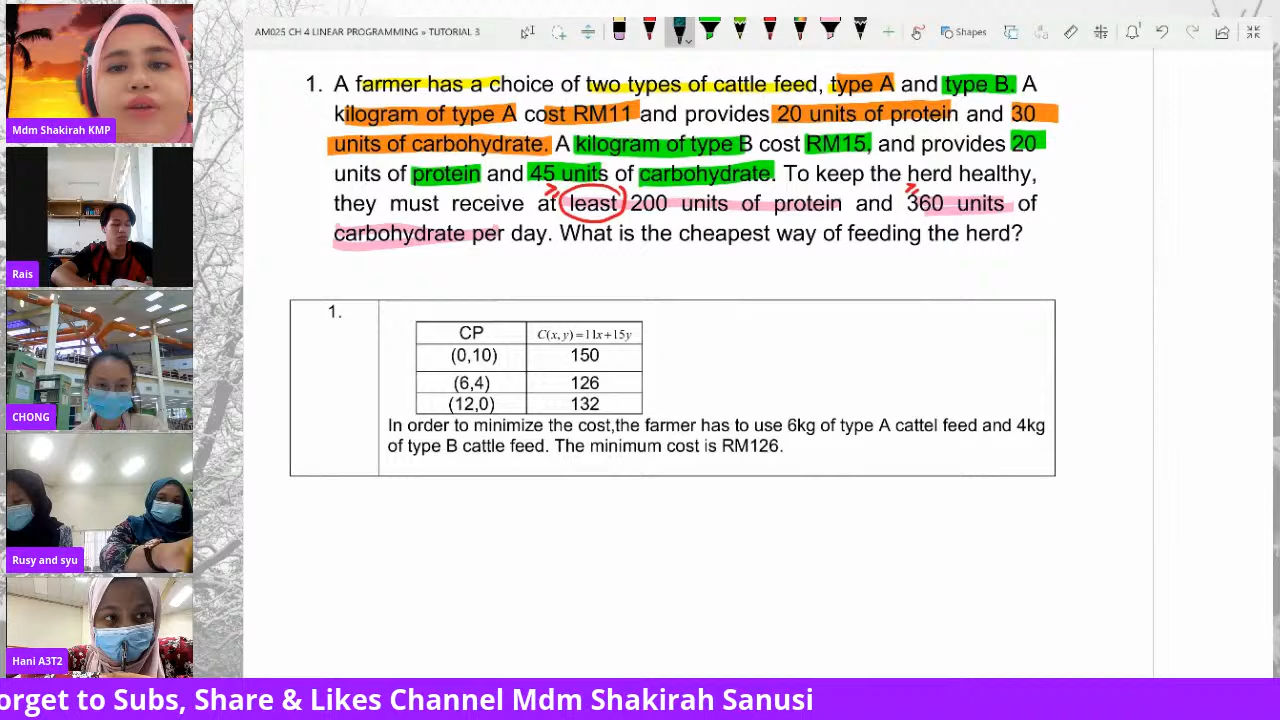 AM025 CH 4 LINEAR PROGRAMMING » TUTORIAL 3
Shapes
1. A farmer has a choice of two types of cattle feed, type A and type B. A
kilogram of type A cost RM11 and provides 20 units of protein and 30
units of carbohydrate. A kilogram of type B cost RM15, and provides 20
units of protein and 45 units of carbohydrate. To keep the herd healthy,
they must receive at least 200 units of protein and 360 units of
carbohydrate per day. What is the cheapest way of feeding the herd?
1.
CP C(x, y)=11x+15y
(0,10) 150
(6,4) 126
(12,0) 132
In order to minimize the cost,the farmer has to use 6kg of type A cattel feed and 4kg
of type B cattle feed. The minimum cost is RM126.
Mdm Shakirah KMP
Rais
CHONG
Rusy and syu
Hani A3T2
orget to Subs, Share & Likes Channel Mdm Shakirah Sanusi